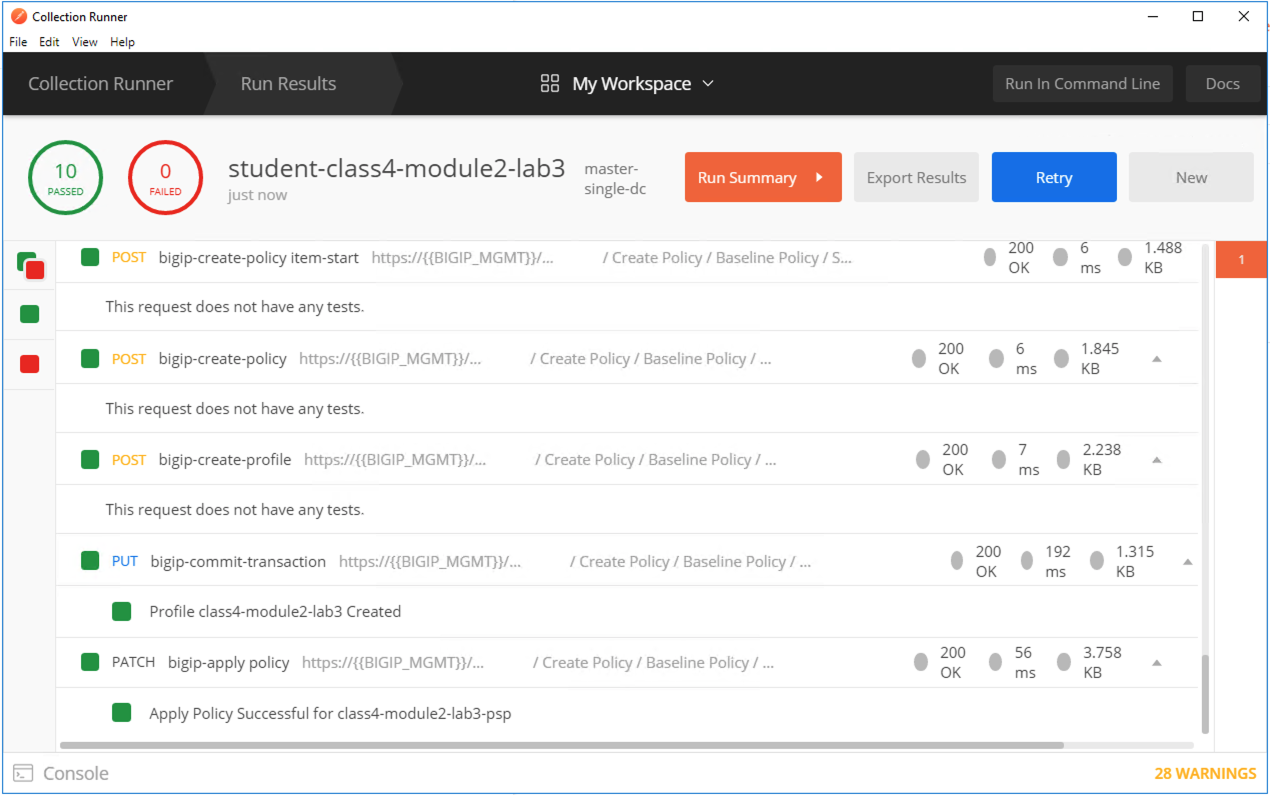 Collection Runner
File Edit View Help
Collection Runner Run Results My Workspace Run In Command Line Docs
10 PASSED
0 FAILED
student-class4-module2-lab3
just now
master-
single-dc
Run Summary Export Results Retry New
POST bigip-create-policy item-start https://{{BIGIP_MGMT}}/... / Create Policy / Baseline Policy / S... 200 OK 6 ms 1.488 KB
1
This request does not have any tests.
POST bigip-create-policy https://{{BIGIP_MGMT}}/... / Create Policy / Baseline Policy / ... 200 OK 6 ms 1.845 KB
This request does not have any tests.
POST bigip-create-profile https://{{BIGIP_MGMT}}/... / Create Policy / Baseline Policy / ... 200 OK 7 ms 2.238 KB
This request does not have any tests.
PUT bigip-commit-transaction https://{{BIGIP_MGMT}}/... / Create Policy / Baseline Policy / ... 200 OK 192 ms 1.315 KB
Profile class4-module2-lab3 Created
PATCH bigip-apply policy https://{{BIGIP_MGMT}}/... / Create Policy / Baseline Policy / ... 200 OK 56 ms 3.758 KB
Apply Policy Successful for class4-module2-lab3-psp
Console 28 WARNINGS